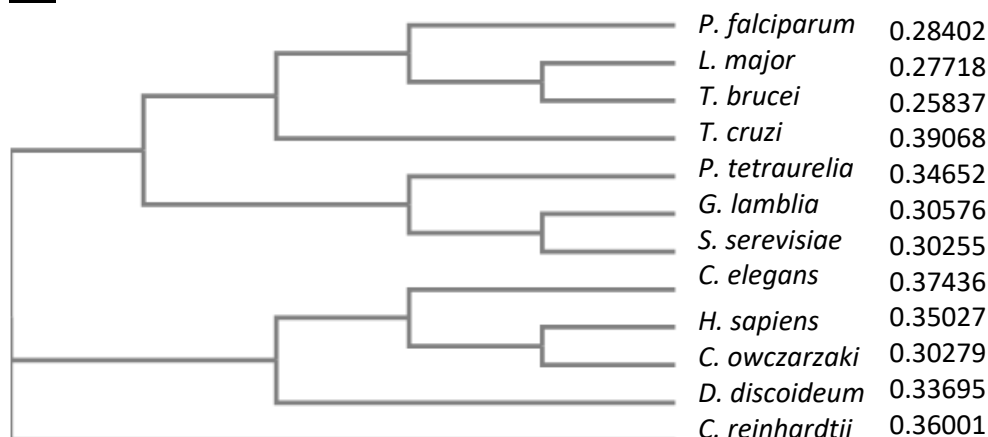 P. falciparum 0.28402
L. major 0.27718
T. brucei 0.25837
T. cruzi 0.39068
P. tetraurelia 0.34652
G. lamblia 0.30576
S. serevisiae 0.30255
C. elegans 0.37436
H. sapiens 0.35027
C. owczarzaki 0.30279
D. discoideum 0.33695
C. reinhardtii 0.36001